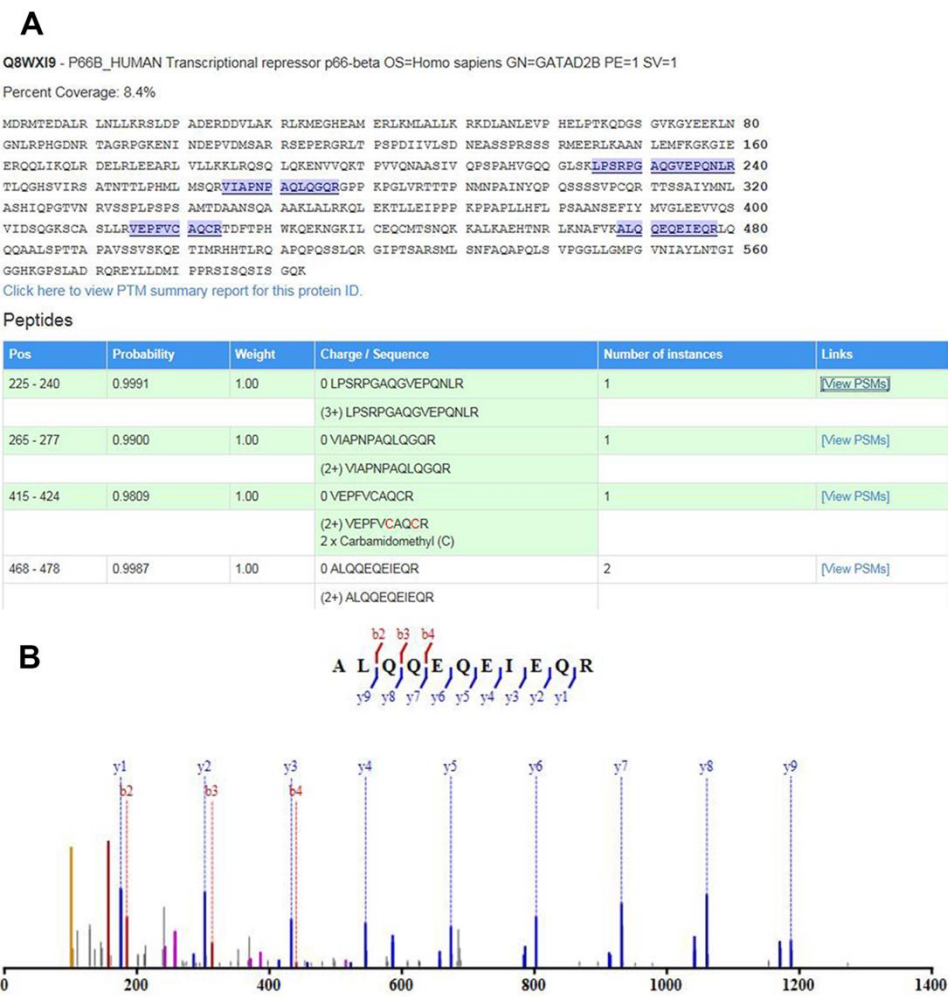 A
Q8WXI9 - P66B_HUMAN Transcriptional repressor p66-beta OS=Homo sapiens GN=GATAD2B PE=1 SV=1
Percent Coverage: 8.4%
MDRMTEDALR LNLLKRSLDP ADERDDVLAK RLKMEGHEAM ERLKMLALLK RKDLANLEVP HELPTKQDGS GVKGYEEKLN 80
GNLRPHGDNR TAGRPGKENI NDEPVDMSAR RSEPERGRLT PSPDIIVLSD NEASSPRSSS RMEERLKAAN LEMFKGKGIE 160
ERQQLIKQLR DELRLEEARL VLLKKLRQSQ LQKENVVQKT PVVQNAASIV QPSPAHVGQQ GLSKLPSRPG AQGVEPQNLR 240
TLQGHSVIRS ATNTTLPHML MSQRVIAPNP AQLQGQRGPP KPGLVRTTTP NMNPAINYQP QSSSSVPCQR TTSSAIYMNL 320
ASHIQPGTVN RVSSPLPSPS AMTDAANSQA AAKLALRKQL EKTLLEIPPP KPPAPLLHFL PSAANSEFIY MVGLEEVVQS 400
VIDSQGKSCA SLLRVEPFVC AQCRTDFTPH WKQEKNGKIL CEQCMTSNQK KALKAEHTNR LKNAFVKALQ QEQEIEQRLQ 480
QQAALSPTTA PAVSSVSKQE TIMRHHTLRQ APQPQSSLQR GIPTSARSML SNFAQAPQLS VPGGLLGMPG VNIAYLNTGI 560
GGHKGPSLAD RQREYLLDMI PPRSISQSIS GQK
Click here to view PTM summary report for this protein ID.
Peptides
Pos Probability Weight Charge / Sequence Number of instances Links
225 - 240 0.9991 1.00 0 LPSRPGAQGVEPQNLR 1 [View PSMs]
(3+) LPSRPGAQGVEPQNLR
265 - 277 0.9900 1.00 0 VIAPNPAQLQGQR 1 [View PSMs]
(2+) VIAPNPAQLQGQR
415 - 424 0.9809 1.00 0 VEPFVCAQCR 1 [View PSMs]
(2+) VEPFVCAQCR
2 x Carbamidomethyl (C)
468 - 478 0.9987 1.00 0 ALQQEQEIEQR 2 [View PSMs]
(2+) ALQQEQEIEQR
B
b2 b3 b4
A L Q Q E Q E I E Q R
y9 y8 y7 y6 y5 y4 y3 y2 y1
y1 y2 y3 y4 y5 y6 y7 y8 y9
b2 b3 b4
0 200 400 600 800 1000 1200 1400